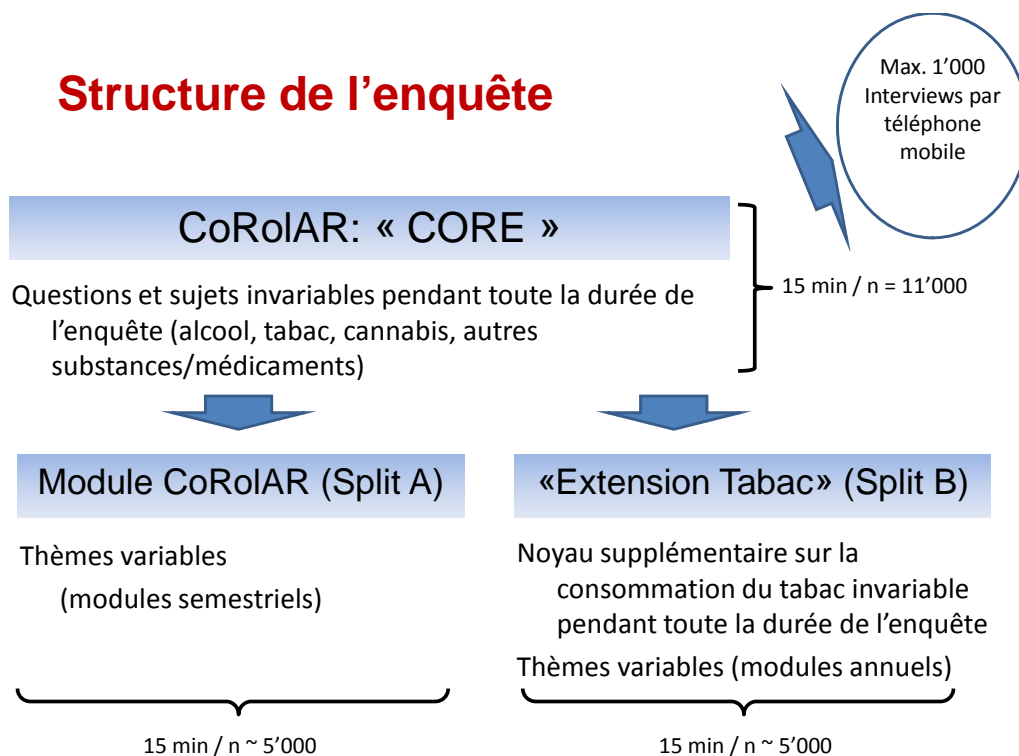 Structure de l’enquête
Max. 1’000
Interviews par
téléphone
mobile
CoRolAR: « CORE »
Questions et sujets invariables pendant toute la durée de
l’enquête (alcool, tabac, cannabis, autres
substances/médicaments)
15 min / n = 11’000
Module CoRolAR (Split A)
Thèmes variables
(modules semestriels)
15 min / n ~ 5’000
«Extension Tabac» (Split B)
Noyau supplémentaire sur la
consommation du tabac invariable
pendant toute la durée de l’enquête
Thèmes variables (modules annuels)
15 min / n ~ 5’000